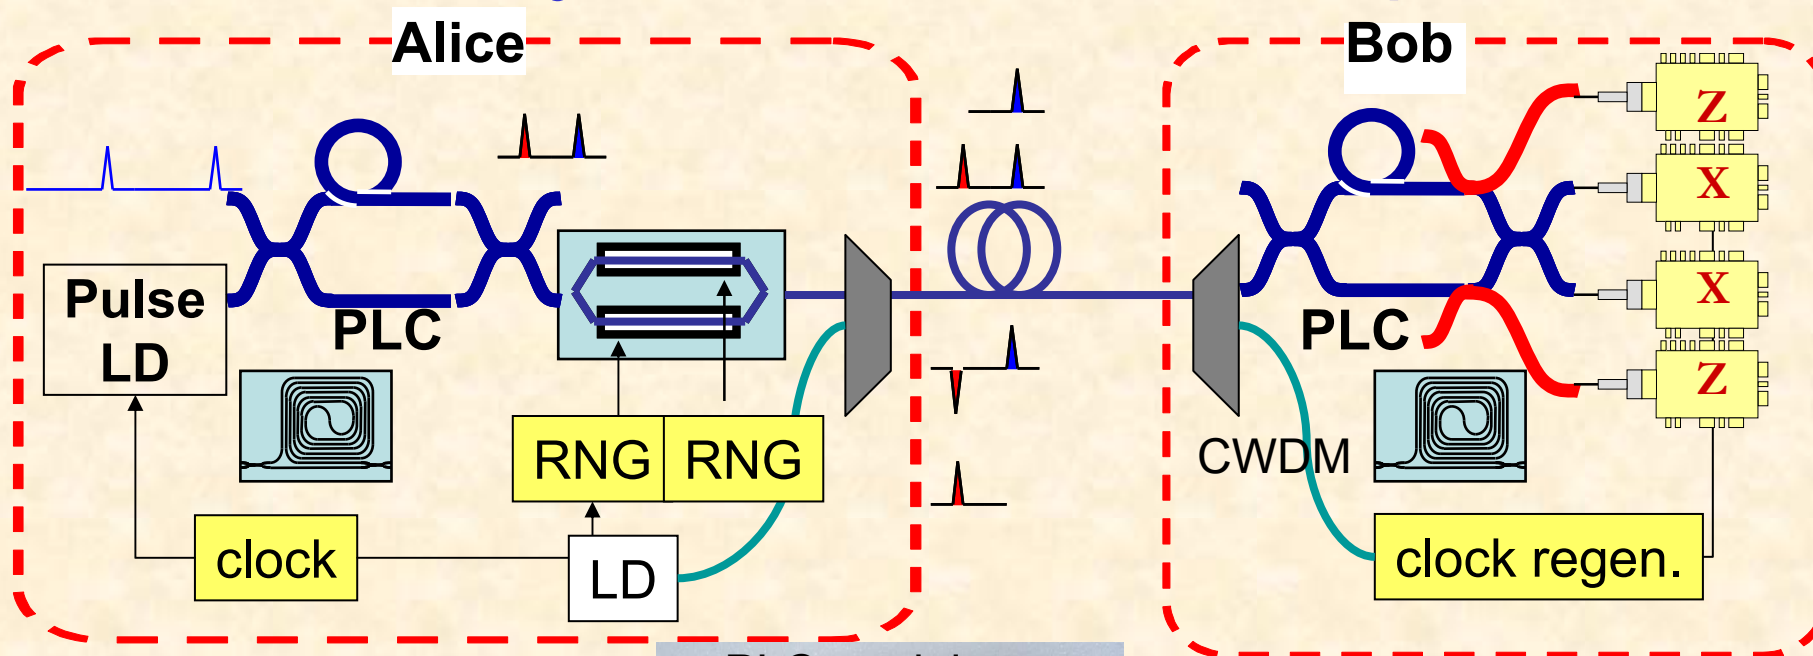 Alice
Bob
Z
X
X
Z
Pulse
LD
PLC
PLC
RNG
RNG
CWDM
clock
LD
clock regen.